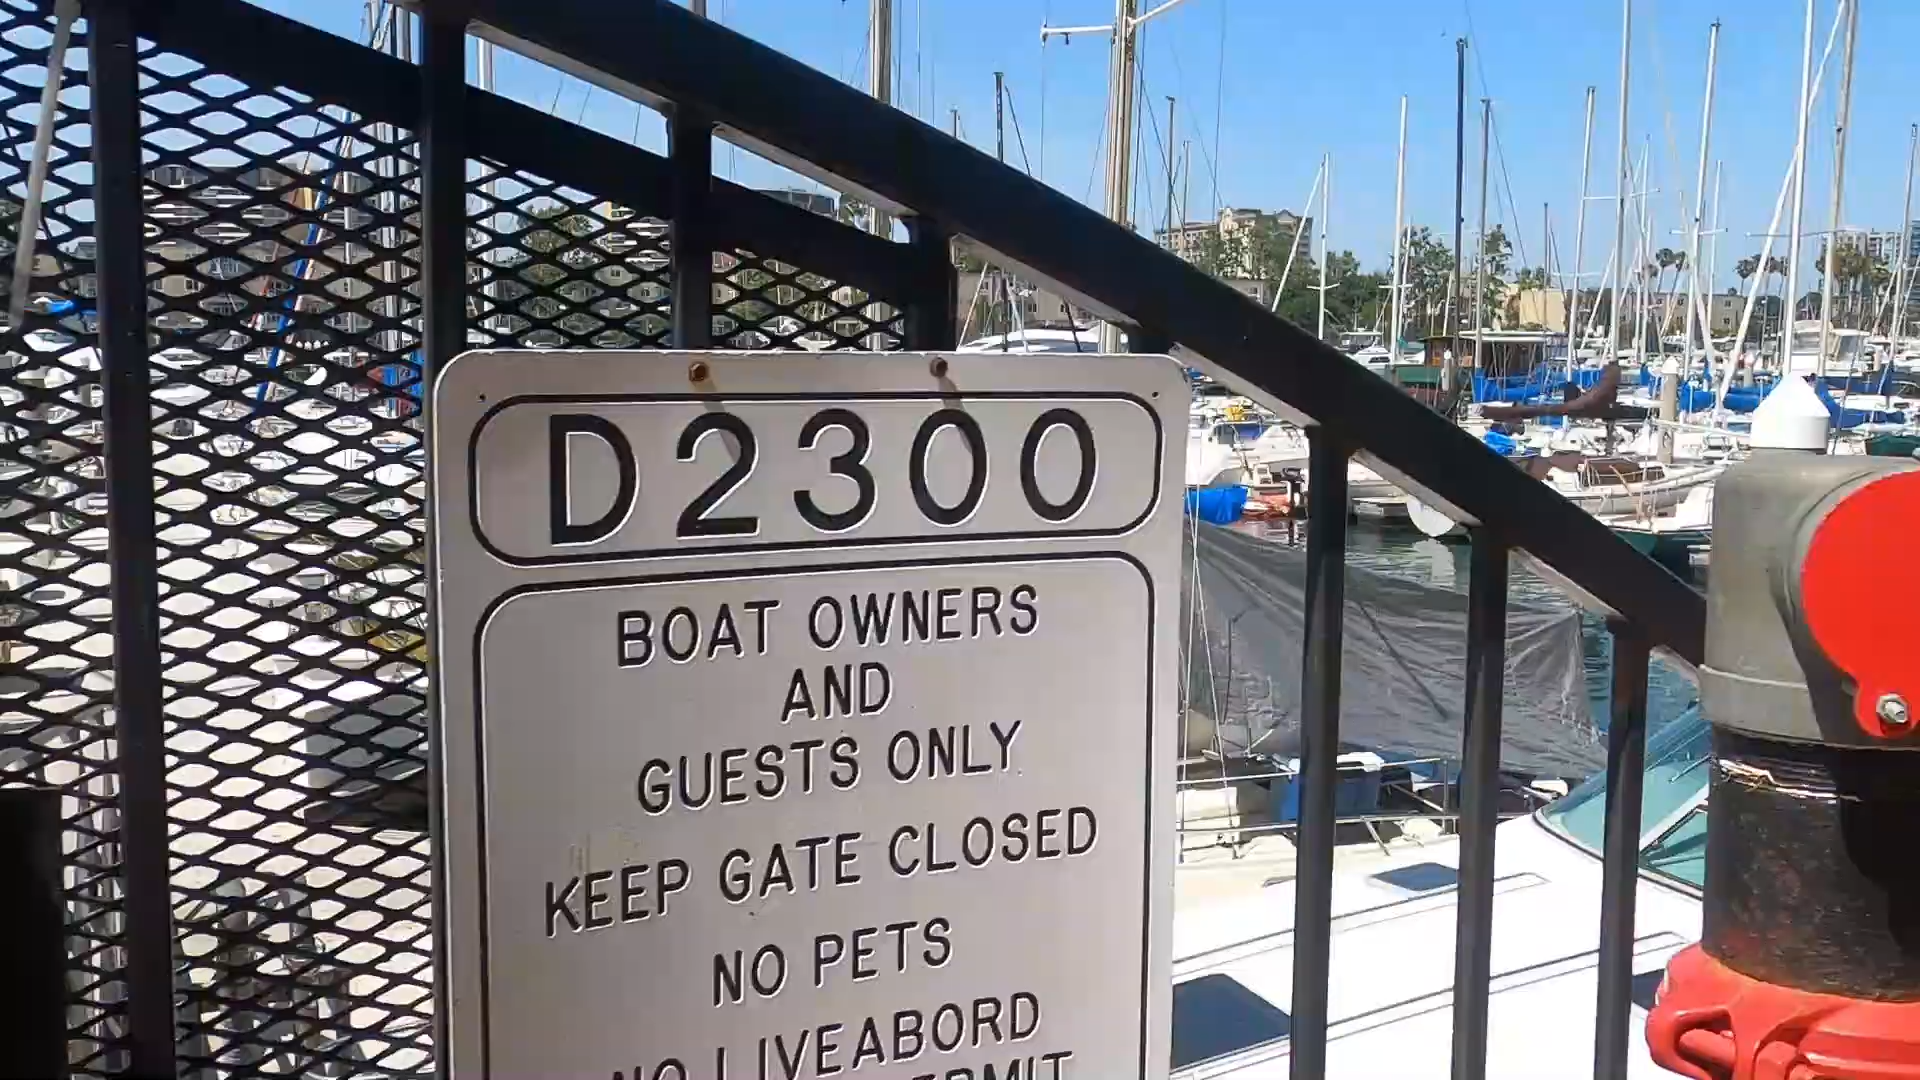 D2300
BOAT OWNERS
AND
GUESTS ONLY
KEEP GATE CLOSED
NO PETS
NO LIVEABORD